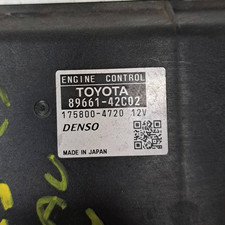 ENGINE CONTROL
TOYOTA
89661-42C02
175800-4720 12V
DENSO
MADE IN JAPAN